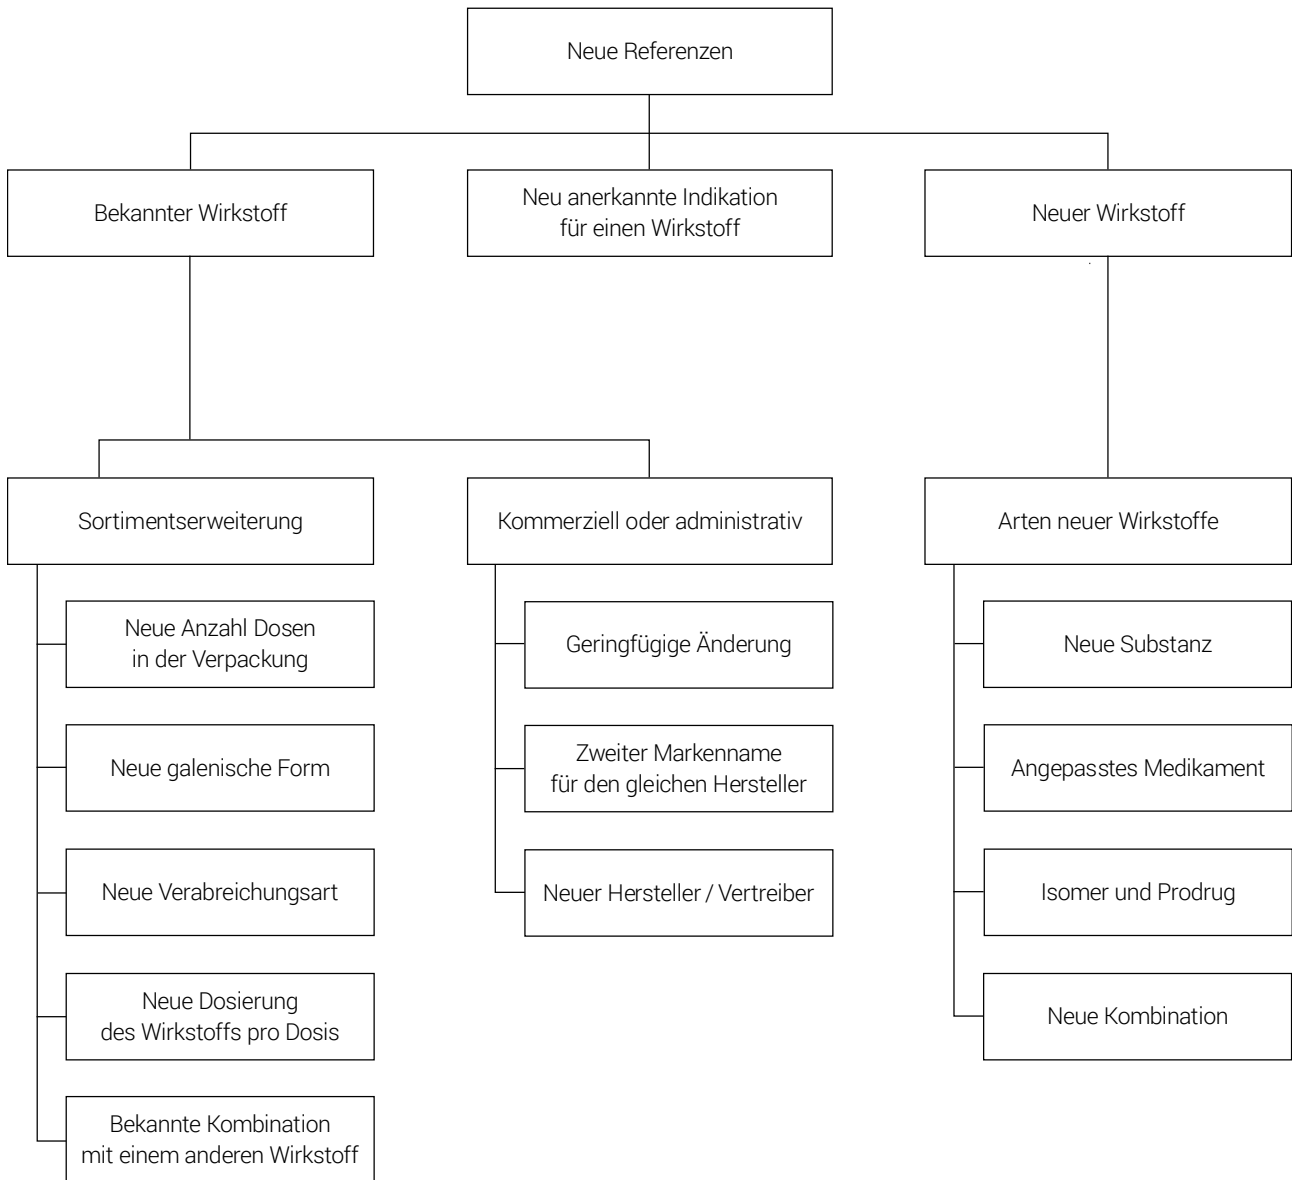 Neue Referenzen
Bekannter Wirkstoff
Neu anerkannte Indikation
für einen Wirkstoff
Neuer Wirkstoff
Sortimentserweiterung
Neue Anzahl Dosen
in der Verpackung
Neue galenische Form
Neue Verabreichungsart
Neue Dosierung
des Wirkstoffs pro Dosis
Bekannte Kombination
mit einem anderen Wirkstoff
Kommerziell oder administrativ
Geringfügige Änderung
Zweiter Markenname
für den gleichen Hersteller
Neuer Hersteller / Vertreiber
Arten neuer Wirkstoffe
Neue Substanz
Angepasstes Medikament
Isomer und Prodrug
Neue Kombination